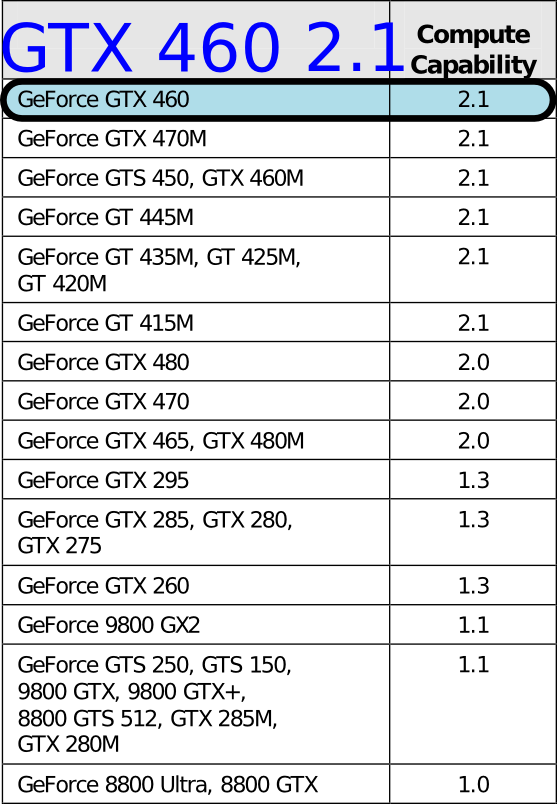 GTX 460 2.1
Compute
Capability
GeForce GTX 460 2.1
GeForce GTX 470M 2.1
GeForce GTS 450, GTX 460M 2.1
GeForce GT 445M 2.1
GeForce GT 435M, GT 425M, 2.1
GT 420M
GeForce GT 415M 2.1
GeForce GTX 480 2.0
GeForce GTX 470 2.0
GeForce GTX 465, GTX 480M 2.0
GeForce GTX 295 1.3
GeForce GTX 285, GTX 280, 1.3
GTX 275
GeForce GTX 260 1.3
GeForce 9800 GX2 1.1
GeForce GTS 250, GTS 150, 1.1
9800 GTX, 9800 GTX+,
8800 GTS 512, GTX 285M,
GTX 280M
GeForce 8800 Ultra, 8800 GTX 1.0